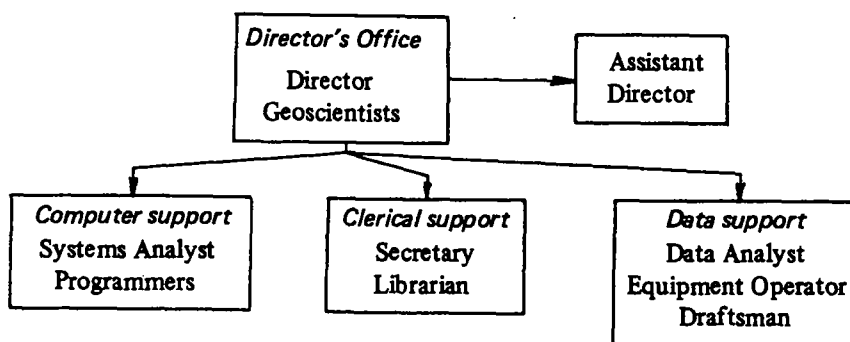 Director's Office
Director
Geoscientists
Assistant
Director
Computer support
Systems Analyst
Programmers
Clerical support
Secretary
Librarian
Data support
Data Analyst
Equipment Operator
Draftsman